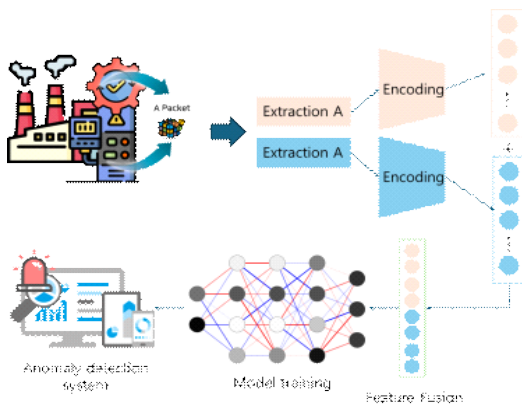 A Packet
Extraction A
Encoding
Extraction A
Encoding
Anomaly detection
system
Model training
Feature Fusion